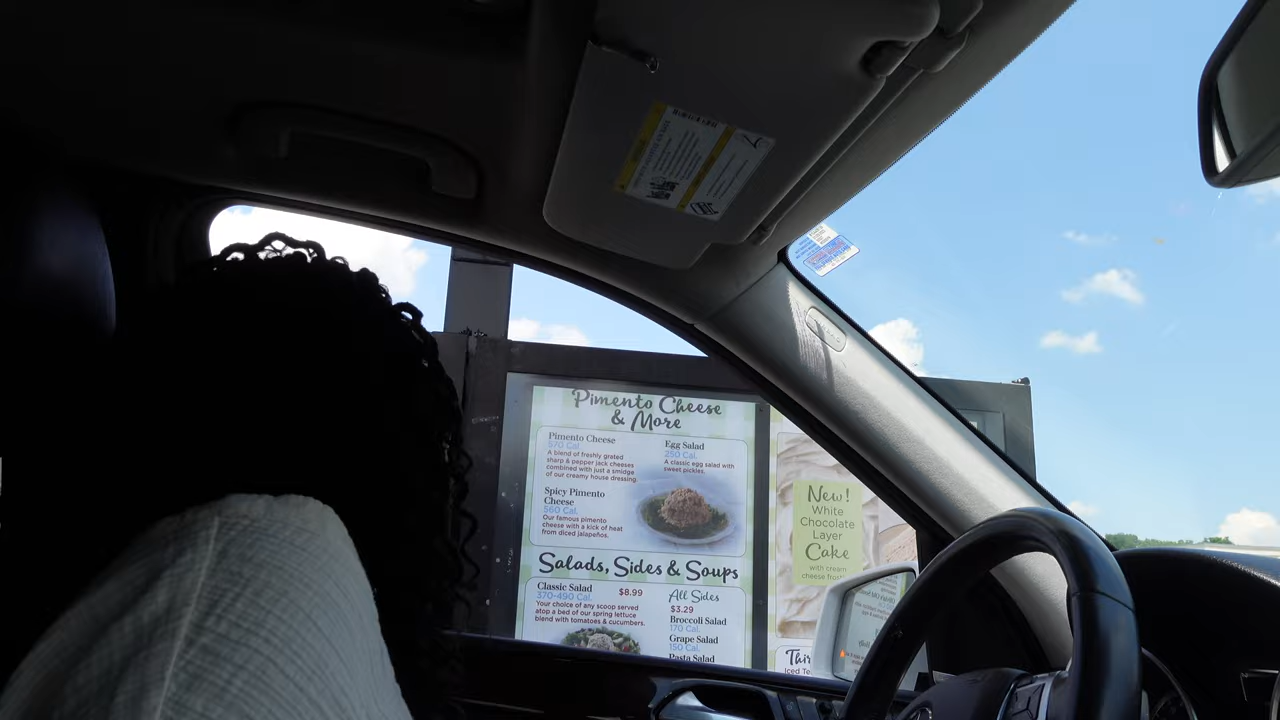 Pimento Cheese
& More
Pimento Cheese
570 Cal.
A blend of freshly grated
sharp & pepper jack cheeses
combined with just a smidge
of our creamy house dressing.
Egg Salad
250 Cal.
A classic egg salad with
sweet pickles.
Spicy Pimento
Cheese
560 Cal.
Our famous pimento
cheese with a kick of heat
from diced jalapeños.
Salads, Sides & Soups
Classic Salad $8.99
370-490 Cal.
Your choice of any scoop served
atop a bed of our spring lettuce
blend with tomatoes & cucumbers.
All Sides
$3.29
Broccoli Salad
170 Cal.
Grape Salad
150 Cal.
Pasta Salad
New!
White
Chocolate
Layer
Cake
with cream
cheese
Iced